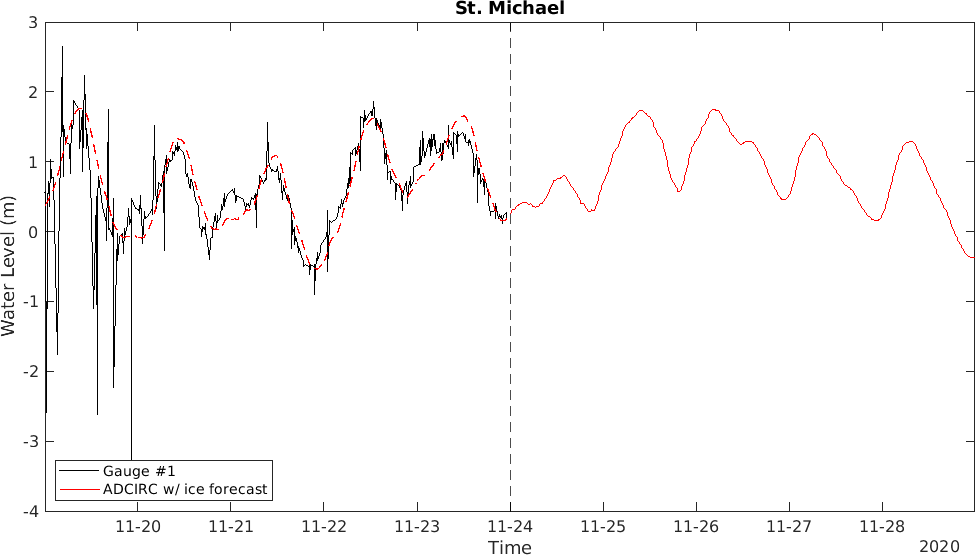 St. Michael
3
2
1
0
-1
-2
-3
-4
Water Level (m)
Gauge #1
ADCIRC w/ ice forecast
11-20 11-21 11-22 11-23 11-24 11-25 11-26 11-27 11-28
Time
2020